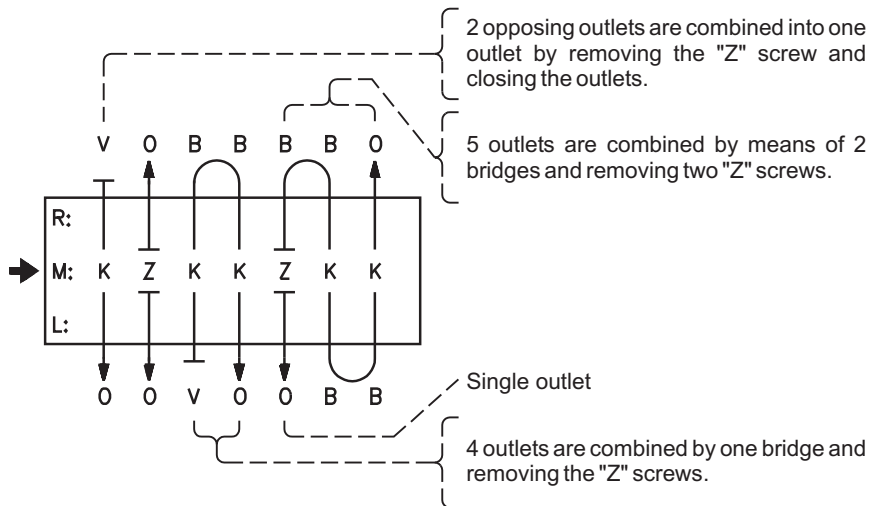 2 opposing outlets are combined into one
outlet by removing the "Z" screw and
closing the outlets.
5 outlets are combined by means of 2
bridges and removing two "Z" screws.
V O B B B B O
R:
M: K Z K K Z K K
L:
O O V O O B B
Single outlet
4 outlets are combined by one bridge and
removing the "Z" screws.